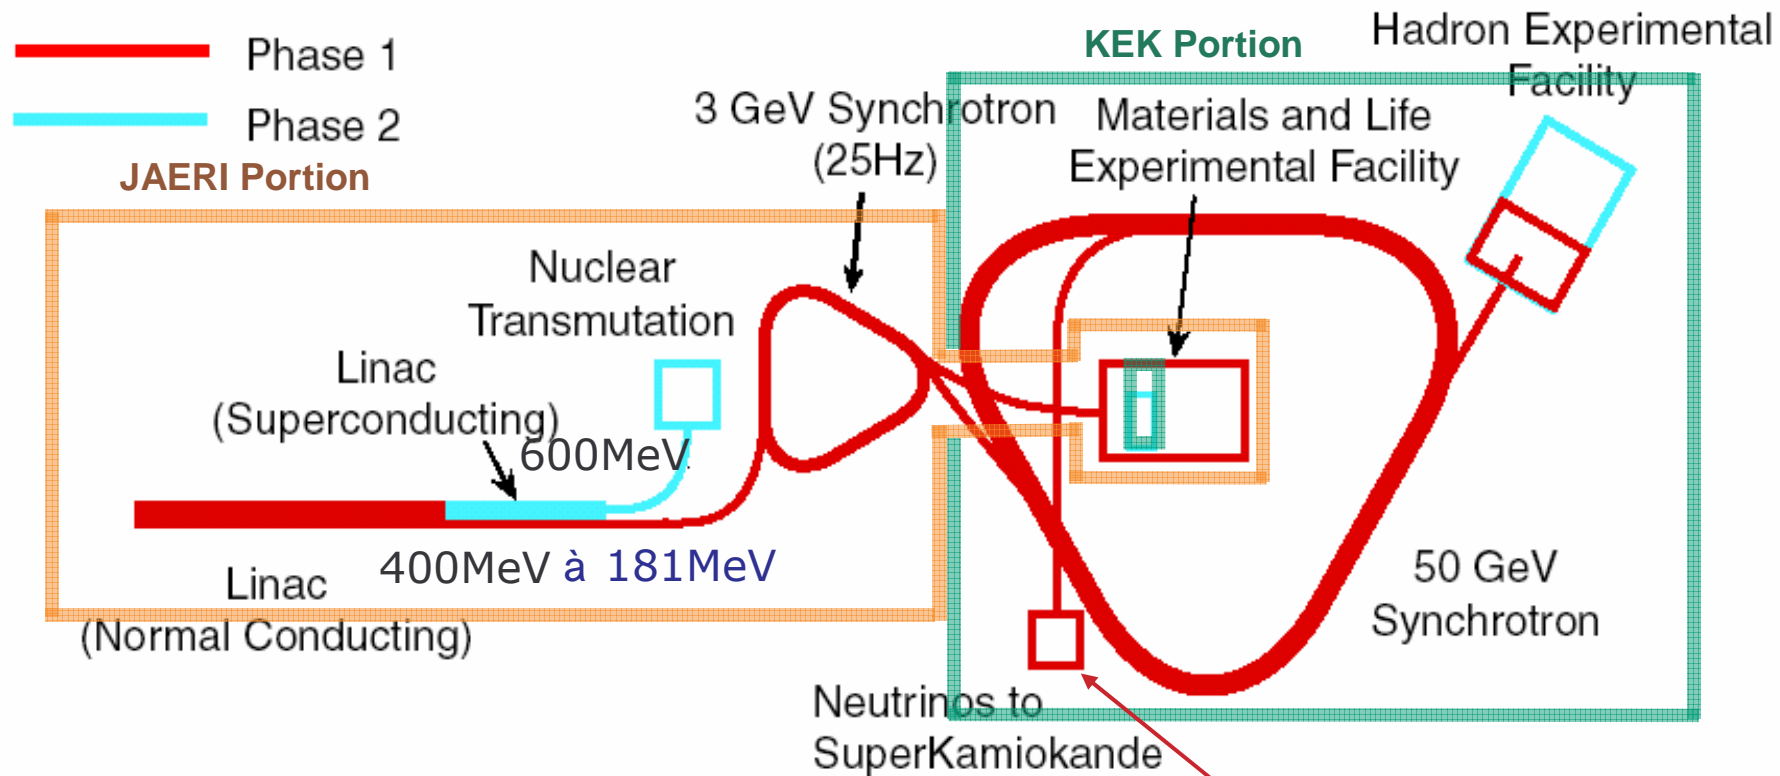 Phase 1
Phase 2
JAERI Portion
KEK Portion
Hadron Experimental
Facility
3 GeV Synchrotron
(25Hz)
Materials and Life
Experimental Facility
Nuclear
Transmutation
Linac
(Superconducting)
600MeV
400MeV à 181MeV
Linac
(Normal Conducting)
50 GeV
Synchrotron
Neutrinos to
SuperKamiokande